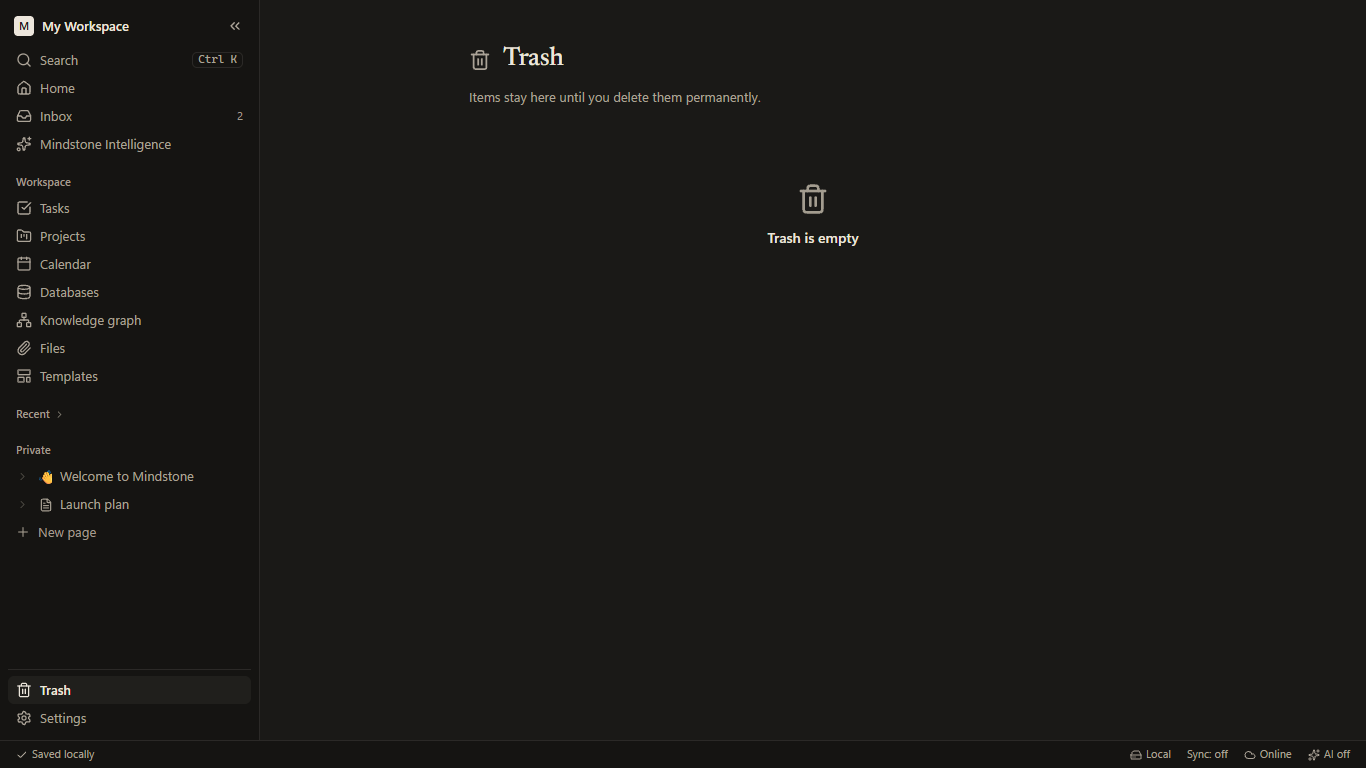 M My Workspace
Search Ctrl K
Home
Inbox 2
Mindstone Intelligence
Workspace
Tasks
Projects
Calendar
Databases
Knowledge graph
Files
Templates
Recent
Private
Welcome to Mindstone
Launch plan
New page
Trash
Settings
Trash
Items stay here until you delete them permanently.
Trash is empty
Saved locally
Local Sync: off Online AI off